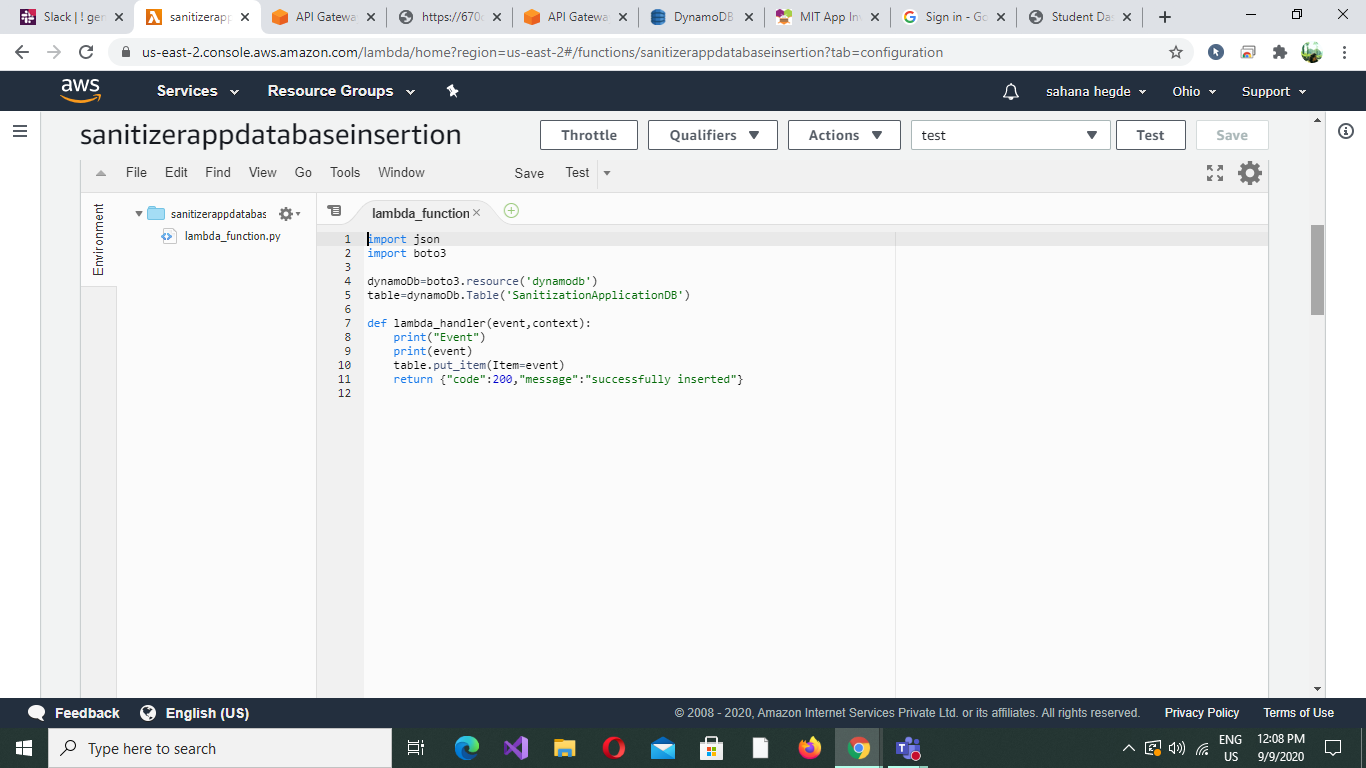 Slack | ! ger
sanitizerapp
API Gatewa
https://670c
API Gatewa
DynamoDB
MIT App Inv
Sign in - Go
Student Das
us-east-2.console.aws.amazon.com/lambda/home?region=us-east-2#/functions/sanitizerappdatabaseinsertion?tab=configuration
aws Services Resource Groups sahana hegde Ohio Support
sanitizerappdatabaseinsertion Throttle Qualifiers Actions test Test Save
File Edit Find View Go Tools Window Save Test
Environment
sanitizerappdatabas
lambda_function.py
lambda_function
1 import json
2 import boto3
3
4 dynamoDb=boto3.resource('dynamodb')
5 table=dynamoDb.Table('SanitizationApplicationDB')
6
7 def lambda_handler(event,context):
8     print("Event")
9     print(event)
10     table.put_item(Item=event)
11     return {"code":200,"message":"successfully inserted"}
12
Feedback English (US) © 2008 - 2020, Amazon Internet Services Private Ltd. or its affiliates. All rights reserved. Privacy Policy Terms of Use
Type here to search
ENG
US
12:08 PM
9/9/2020